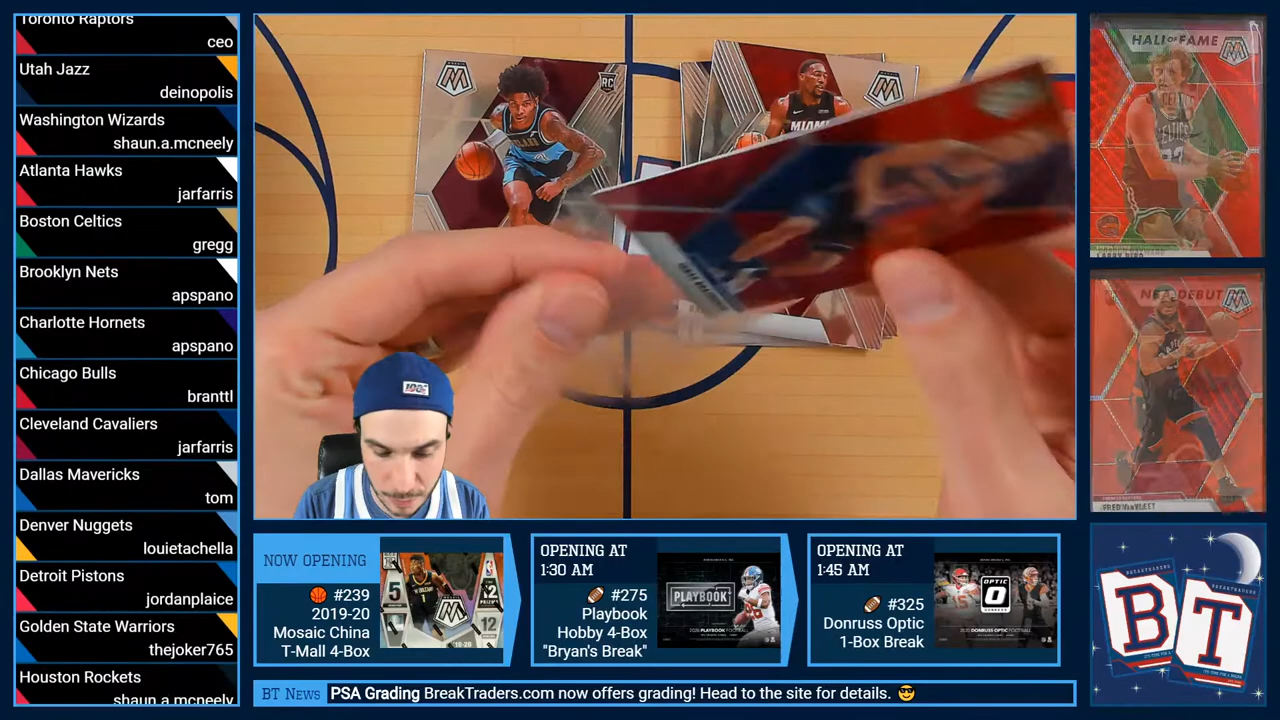 Toronto Raptors
ceo
Utah Jazz
deinopolis
Washington Wizards
shaun.a.mcneely
Atlanta Hawks
jarfarris
Boston Celtics
gregg
Brooklyn Nets
apspano
Charlotte Hornets
apspano
Chicago Bulls
branttl
Cleveland Cavaliers
jarfarris
Dallas Mavericks
tom
Denver Nuggets
louietachella
Detroit Pistons
jordanplaice
Golden State Warriors
thejoker765
Houston Rockets
shaun.a.mcneely
RC
MIAMI
HALL OF FAME
CELTICS
LARRY BIRD
NBA DEBUT
FRED VANVLEET
NOW OPENING
#239
2019-20
Mosaic China
T-Mall 4-Box
OPENING AT
1:30 AM
#275
Playbook
Hobby 4-Box
"Bryan's Break"
PLAYBOOK
OPENING AT
1:45 AM
#325
Donruss Optic
1-Box Break
OPTIC
BT NEWS
PSA Grading BreakTraders.com now offers grading! Head to the site for details.
B T